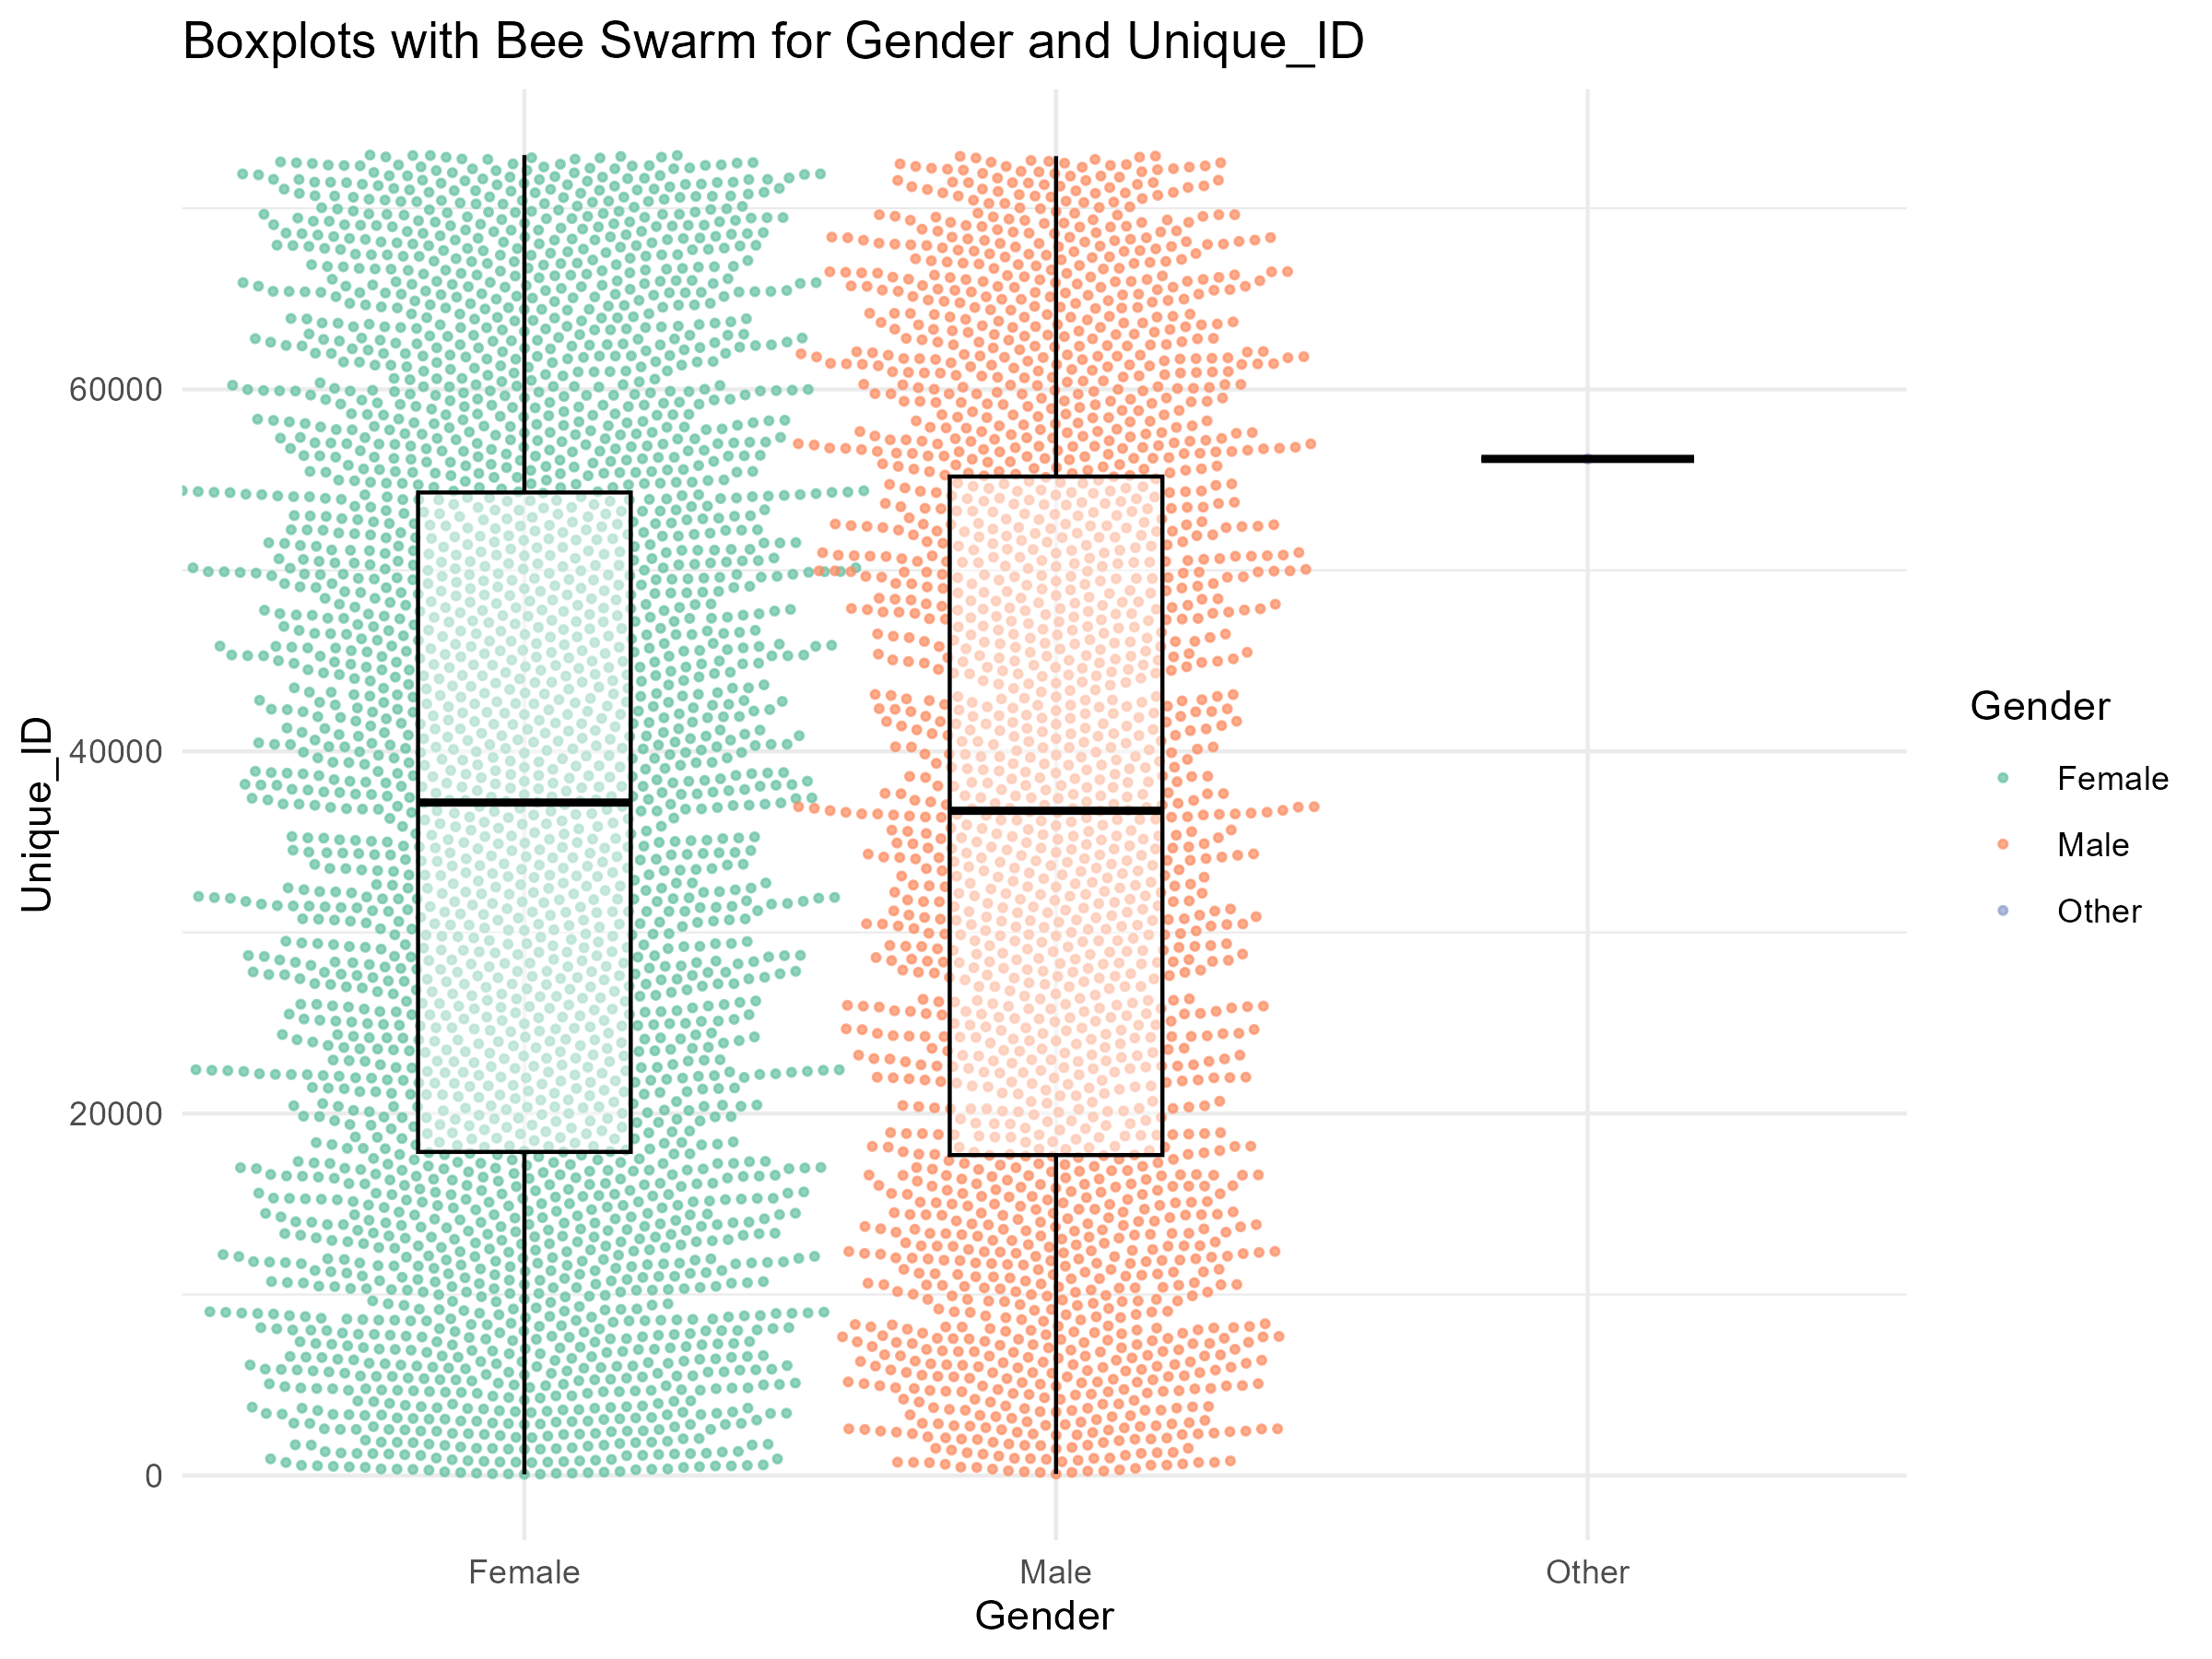 Boxplots with Bee Swarm for Gender and Unique_ID
Unique_ID
60000
40000
20000
0
Female
Male
Other
Gender
Gender
Female
Male
Other